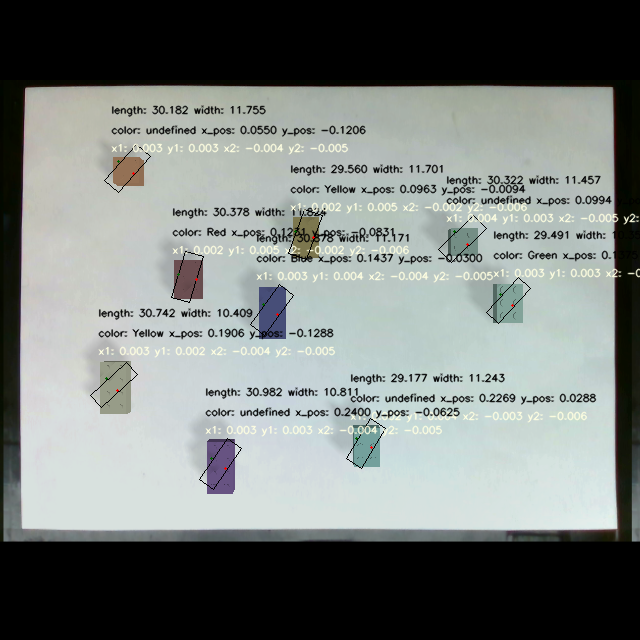 length: 30.182 width: 11.755
color: undefined x_pos: 0.0550 y_pos: −0.1206
x1: 0.003 y1: 0.003 x2: −0.004 y2: −0.005
length: 29.560 width: 11.701
color: Yellow x_pos: 0.0963 y_pos: −0.0094
x1: 0.002 y1: 0.005 x2: −0.002 y2: −0.006
length: 30.322 width: 11.457
color: undefined x_pos: 0.0994
x1: 0.004 y1: 0.003 x2: −0.005 y2:
length: 30.378 width: 11.824
color: Red x_pos: 0.1231 y_pos: −0.0831
x1: 0.002 y1: 0.005 x2: −0.002 y2: −0.006
length: 29.491 width:
color: Green x_pos:
x1: 0.003 y1: 0.003 x2:
length: 30.878 width: 11.171
color: Blue x_pos: 0.1437 y_pos: −0.0300
x1: 0.003 y1: 0.004 x2: −0.004 y2: −0.005
length: 30.742 width: 10.409
color: Yellow x_pos: 0.1906 y_pos: −0.1288
x1: 0.003 y1: 0.002 x2: −0.004 y2: −0.005
length: 29.177 width: 11.243
color: undefined x_pos: 0.2269 y_pos: 0.0288
x2: −0.003 y2: −0.006
length: 30.982 width: 10.811
color: undefined x_pos: 0.2400 y_pos: −0.0625
x1: 0.003 y1: 0.003 x2: −0.004 y2: −0.005